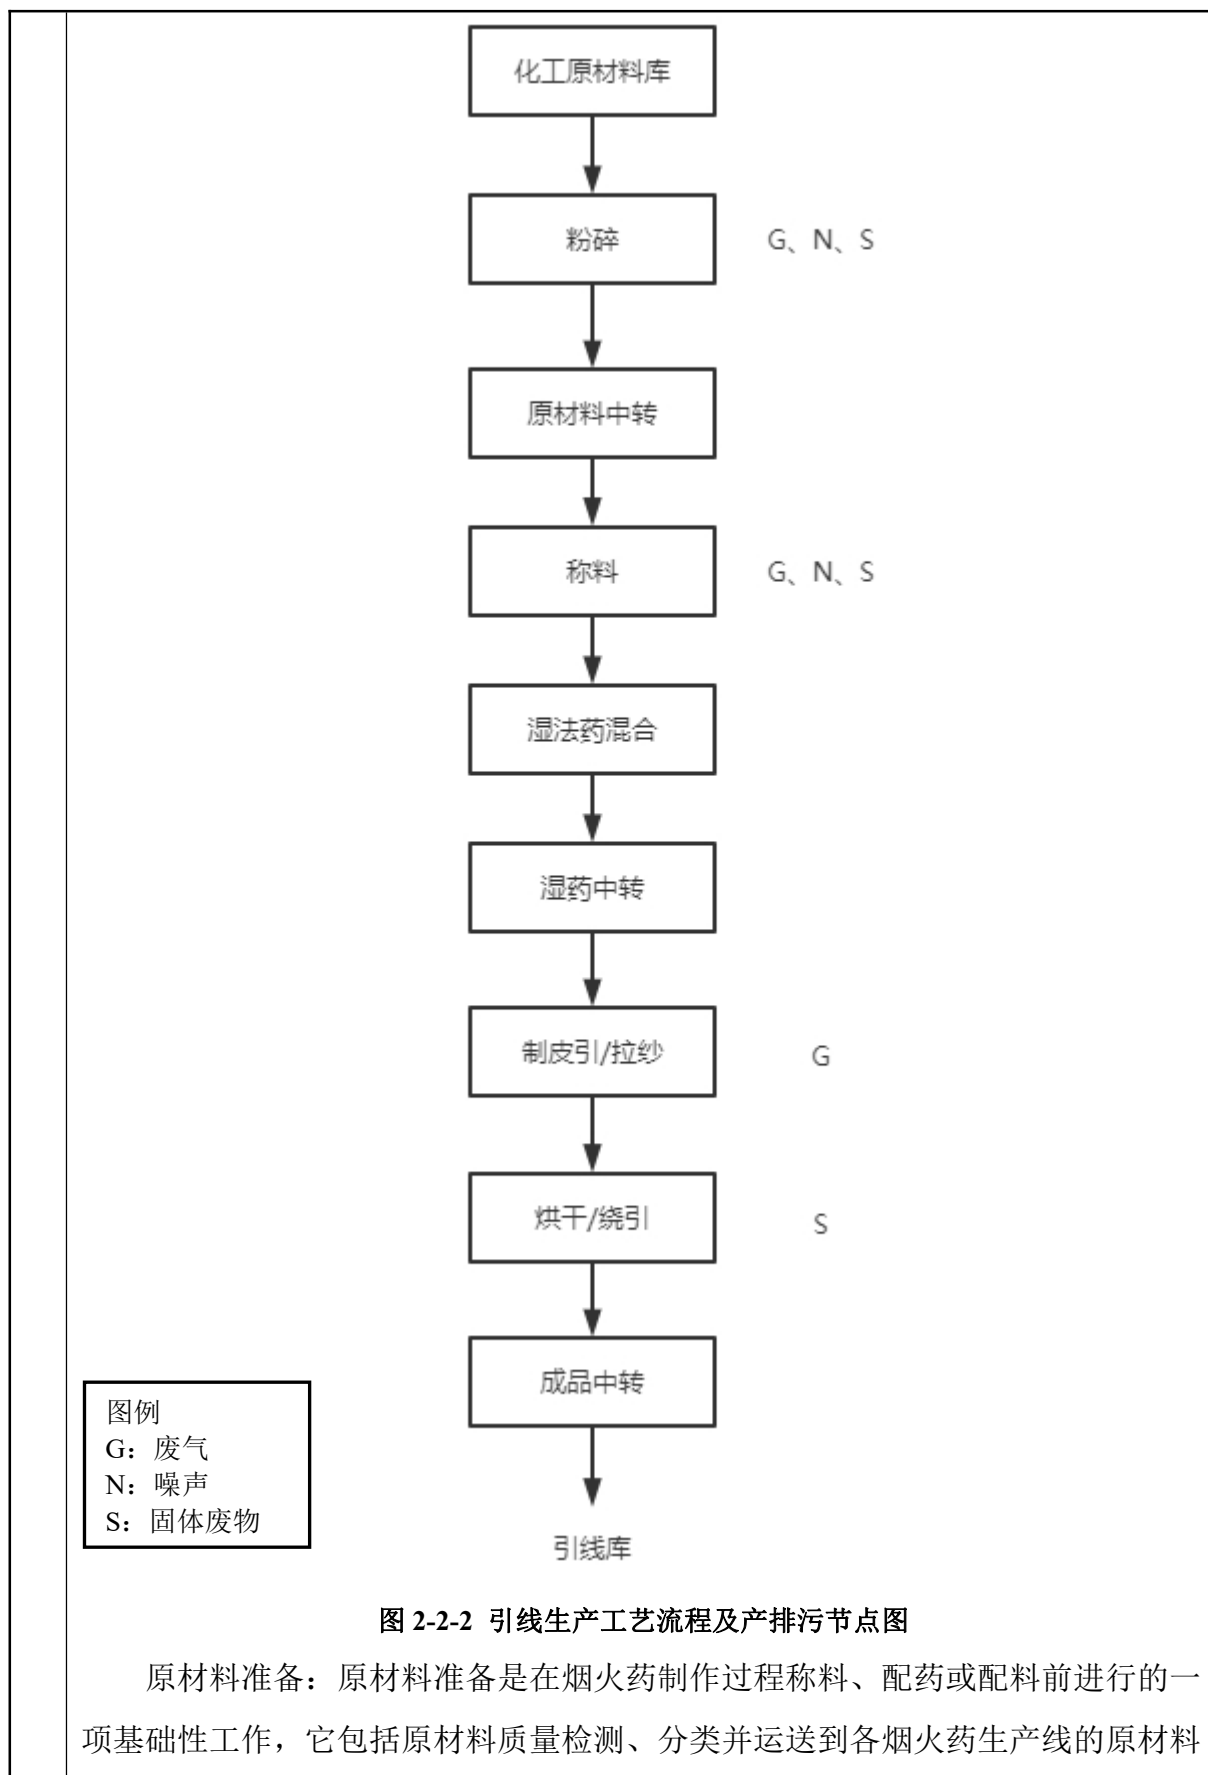 化工原材料库
粉碎
G、N、S
原材料中转
称料
G、N、S
湿法药混合
湿药中转
制皮引/拉纱
G
烘干/绕引
S
成品中转
图例
G：废气
N：噪声
S：固体废物
引线库
图 2-2-2 引线生产工艺流程及产排污节点图
原材料准备：原材料准备是在烟火药制作过程称料、配药或配料前进行的一
项基础性工作，它包括原材料质量检测、分类并运送到各烟火药生产线的原材料